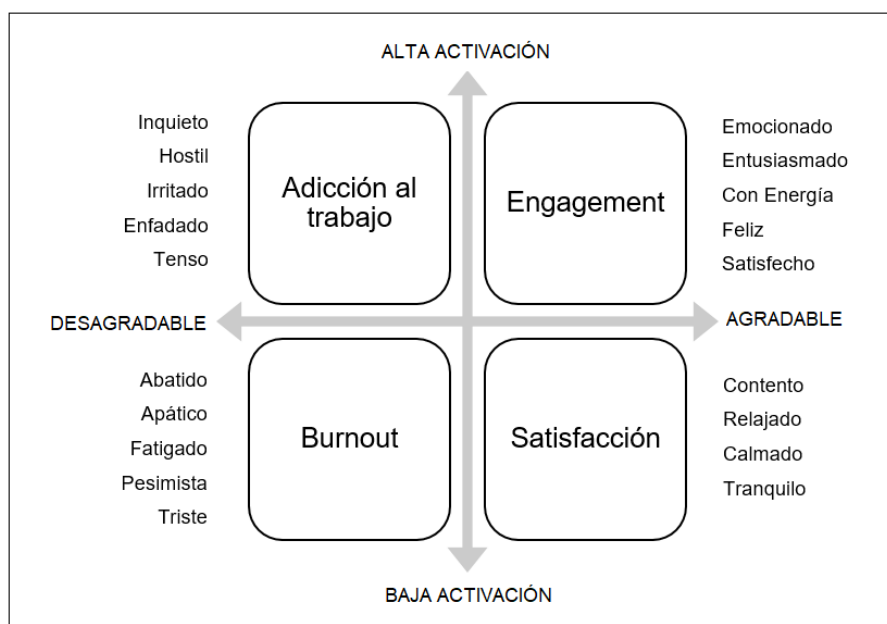 ALTA ACTIVACIÓN
Inquieto
Hostil
Irritado
Enfadado
Tenso
Adicción al
trabajo
Engagement
Emocionado
Entusiasmado
Con Energía
Feliz
Satisfecho
DESAGRADABLE
AGRADABLE
Abatido
Apático
Fatigado
Pesimista
Triste
Burnout
Satisfacción
Contento
Relajado
Calmado
Tranquilo
BAJA ACTIVACIÓN